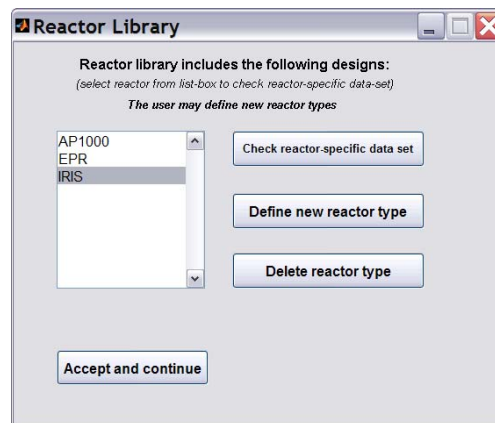 Reactor Library
Reactor library includes the following designs:
(select reactor from list-box to check reactor-specific data-set)
The user may define new reactor types
AP1000
EPR
IRIS
Check reactor-specific data set
Define new reactor type
Delete reactor type
Accept and continue